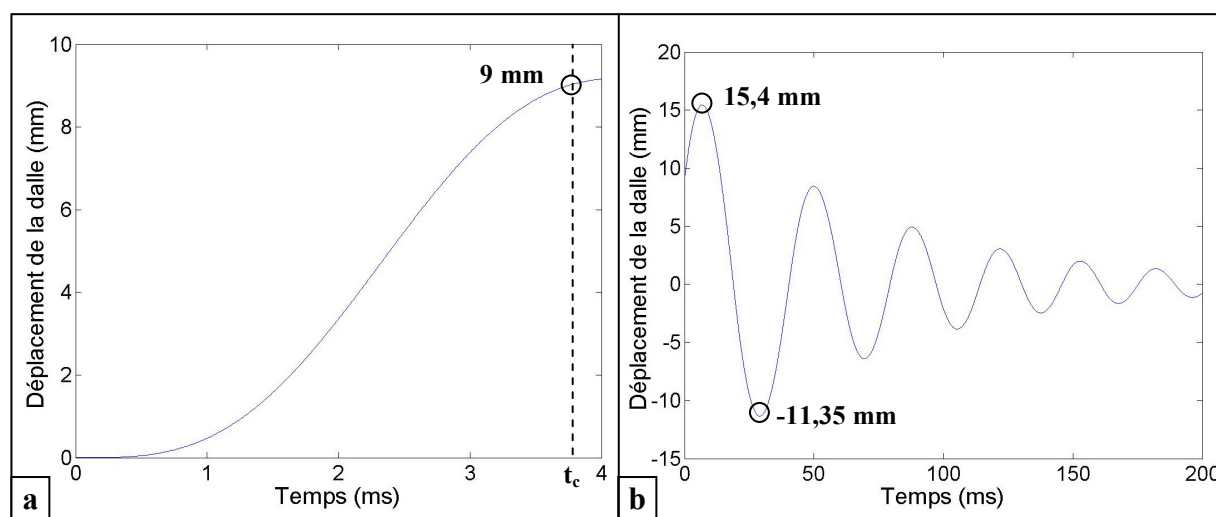 10
8
6
4
2
0
Déplacement de la dalle (mm)
9 mm
0 1 2 3 4
t_c
Temps (ms)
a
20
15
10
5
0
-5
-10
-15
Déplacement de la dalle (mm)
15,4 mm
-11,35 mm
0 50 100 150 200
Temps (ms)
b